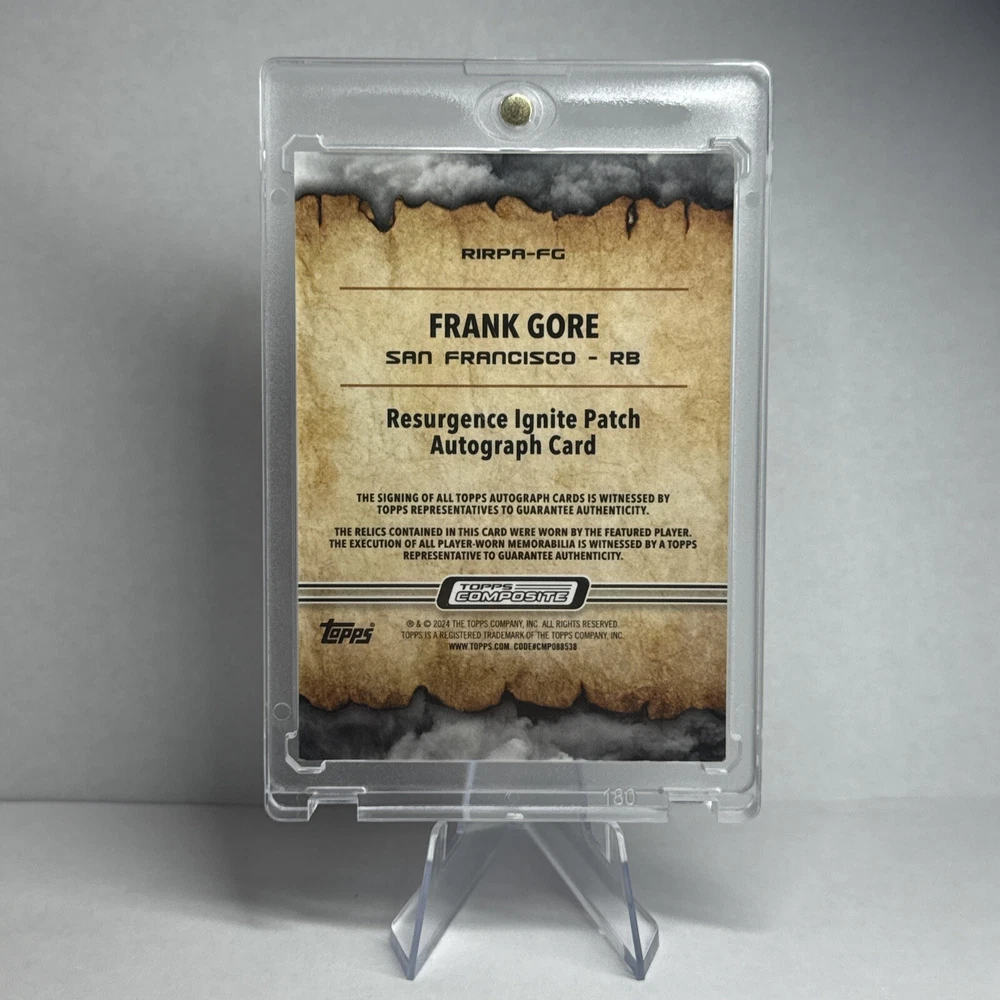 RIRPA-FG
FRANK GORE
SAN FRANCISCO - RB
Resurgence Ignite Patch
Autograph Card
THE SIGNING OF ALL TOPPS AUTOGRAPH CARDS IS WITNESSED BY
TOPPS REPRESENTATIVES TO GUARANTEE AUTHENTICITY.
THE RELICS CONTAINED IN THIS CARD WERE WORN BY THE FEATURED PLAYER.
THE EXECUTION OF ALL PLAYER-WORN MEMORABILIA IS WITNESSED BY A TOPPS
REPRESENTATIVE TO GUARANTEE AUTHENTICITY.
TOPPS
COMPOSITE
topps
® & © 2024 THE TOPPS COMPANY, INC. ALL RIGHTS RESERVED.
TOPPS IS A REGISTERED TRADEMARK OF THE TOPPS COMPANY, INC.
WWW.TOPPS.COM CODE#CMP088538
180